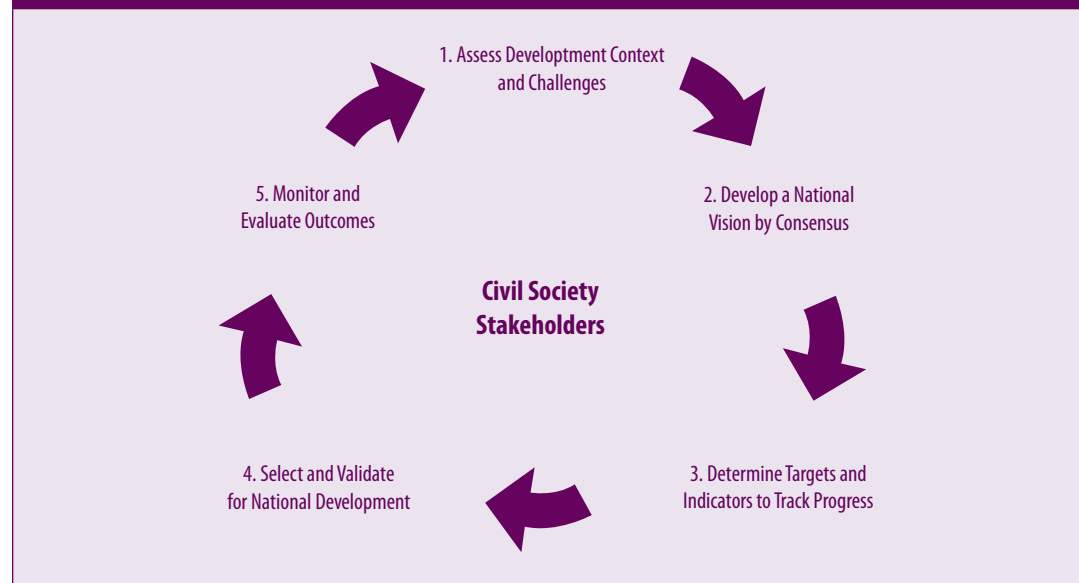 1. Assess Developtment Context
and Challenges
2. Develop a National
Vision by Consensus
3. Determine Targets and
Indicators to Track Progress
4. Select and Validate
for National Development
5. Monitor and
Evaluate Outcomes
Civil Society
Stakeholders